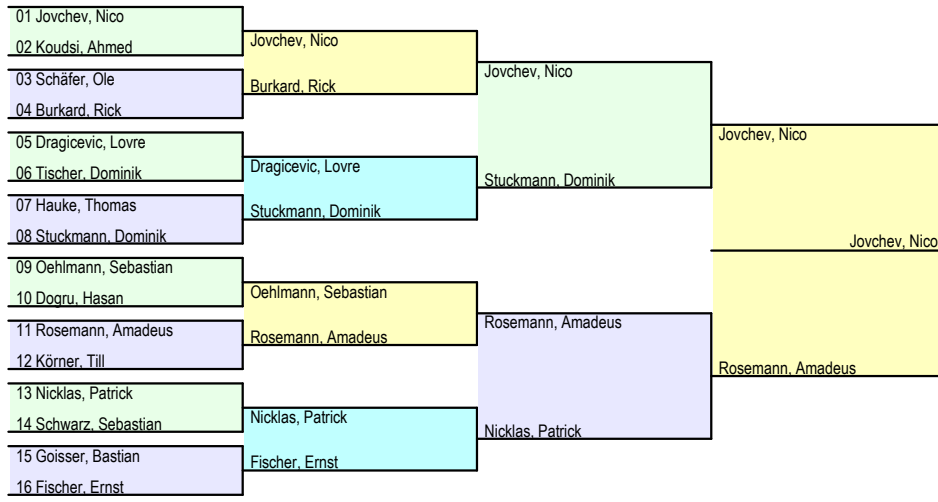 01 Jovchev, Nico
02 Koudsi, Ahmed
03 Schäfer, Ole
04 Burkard, Rick
05 Dragicevic, Lovre
06 Tischer, Dominik
07 Hauke, Thomas
08 Stuckmann, Dominik
09 Oehlmann, Sebastian
10 Dogru, Hasan
11 Rosemann, Amadeus
12 Körner, Till
13 Nicklas, Patrick
14 Schwarz, Sebastian
15 Goisser, Bastian
16 Fischer, Ernst
Jovchev, Nico
Burkard, Rick
Dragicevic, Lovre
Stuckmann, Dominik
Oehlmann, Sebastian
Rosemann, Amadeus
Nicklas, Patrick
Fischer, Ernst
Jovchev, Nico
Stuckmann, Dominik
Rosemann, Amadeus
Nicklas, Patrick
Jovchev, Nico
Rosemann, Amadeus
Jovchev, Nico